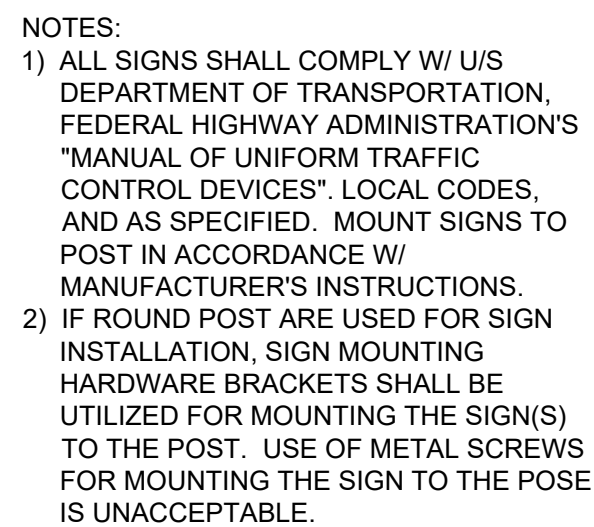 NOTES:
1) ALL SIGNS SHALL COMPLY W/ U/S
DEPARTMENT OF TRANSPORTATION,
FEDERAL HIGHWAY ADMINISTRATION'S
"MANUAL OF UNIFORM TRAFFIC
CONTROL DEVICES". LOCAL CODES,
AND AS SPECIFIED. MOUNT SIGNS TO
POST IN ACCORDANCE W/
MANUFACTURER'S INSTRUCTIONS.
2) IF ROUND POST ARE USED FOR SIGN
INSTALLATION, SIGN MOUNTING
HARDWARE BRACKETS SHALL BE
UTILIZED FOR MOUNTING THE SIGN(S)
TO THE POST. USE OF METAL SCREWS
FOR MOUNTING THE SIGN TO THE POSE
IS UNACCEPTABLE.